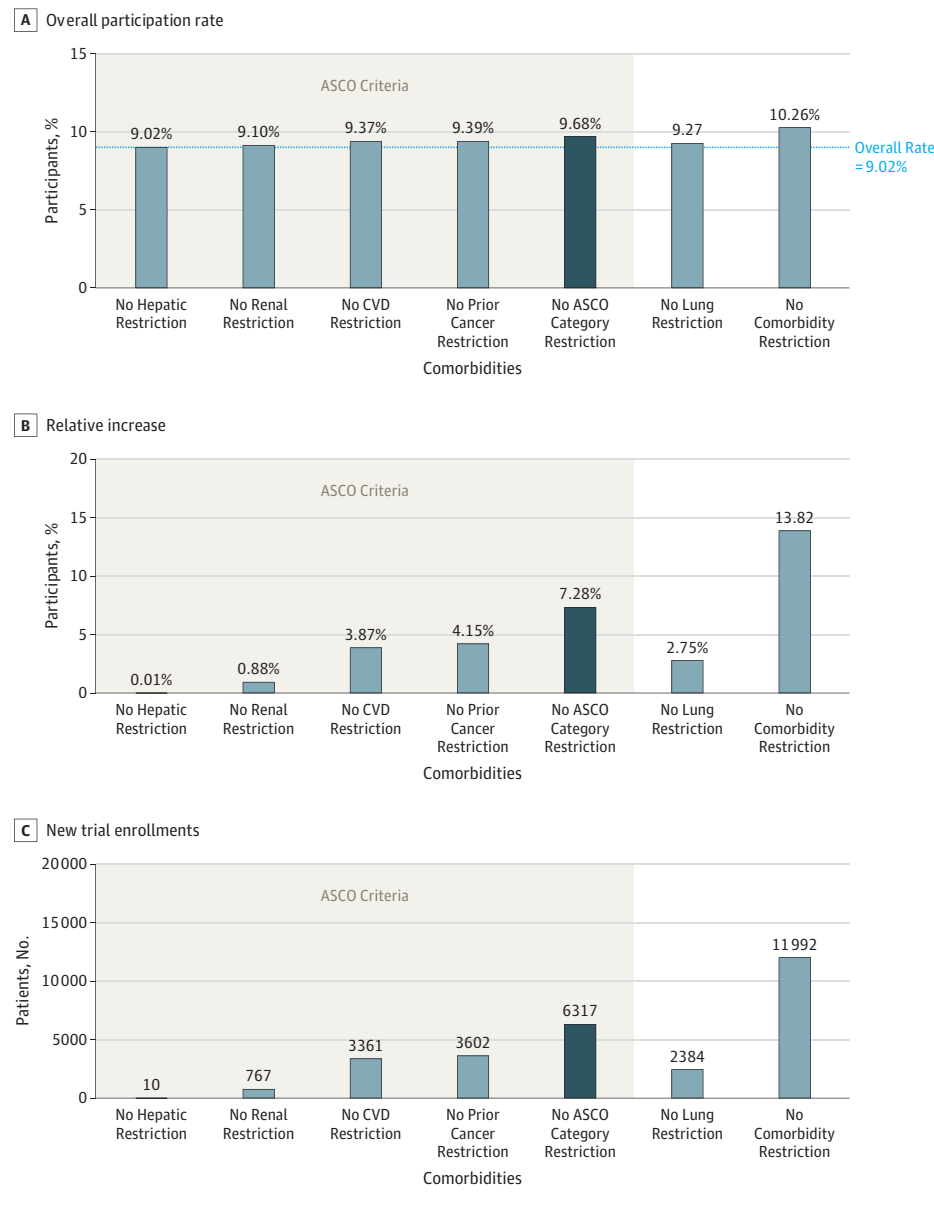 A Overall participation rate
15
10
5
0
Participants, %
ASCO Criteria
9.02%
9.10%
9.37%
9.39%
9.68%
9.27
10.26%
Overall Rate
= 9.02%
No Hepatic
Restriction
No Renal
Restriction
No CVD
Restriction
No Prior
Cancer
Restriction
No ASCO
Category
Restriction
No Lung
Restriction
No
Comorbidity
Restriction
Comorbidities
B Relative increase
20
15
10
5
0
Participants, %
ASCO Criteria
0.01%
0.88%
3.87%
4.15%
7.28%
2.75%
13.82
No Hepatic
Restriction
No Renal
Restriction
No CVD
Restriction
No Prior
Cancer
Restriction
No ASCO
Category
Restriction
No Lung
Restriction
No
Comorbidity
Restriction
Comorbidities
C New trial enrollments
20000
15000
10000
5000
0
Patients, No.
ASCO Criteria
10
767
3361
3602
6317
2384
11992
No Hepatic
Restriction
No Renal
Restriction
No CVD
Restriction
No Prior
Cancer
Restriction
No ASCO
Category
Restriction
No Lung
Restriction
No
Comorbidity
Restriction
Comorbidities